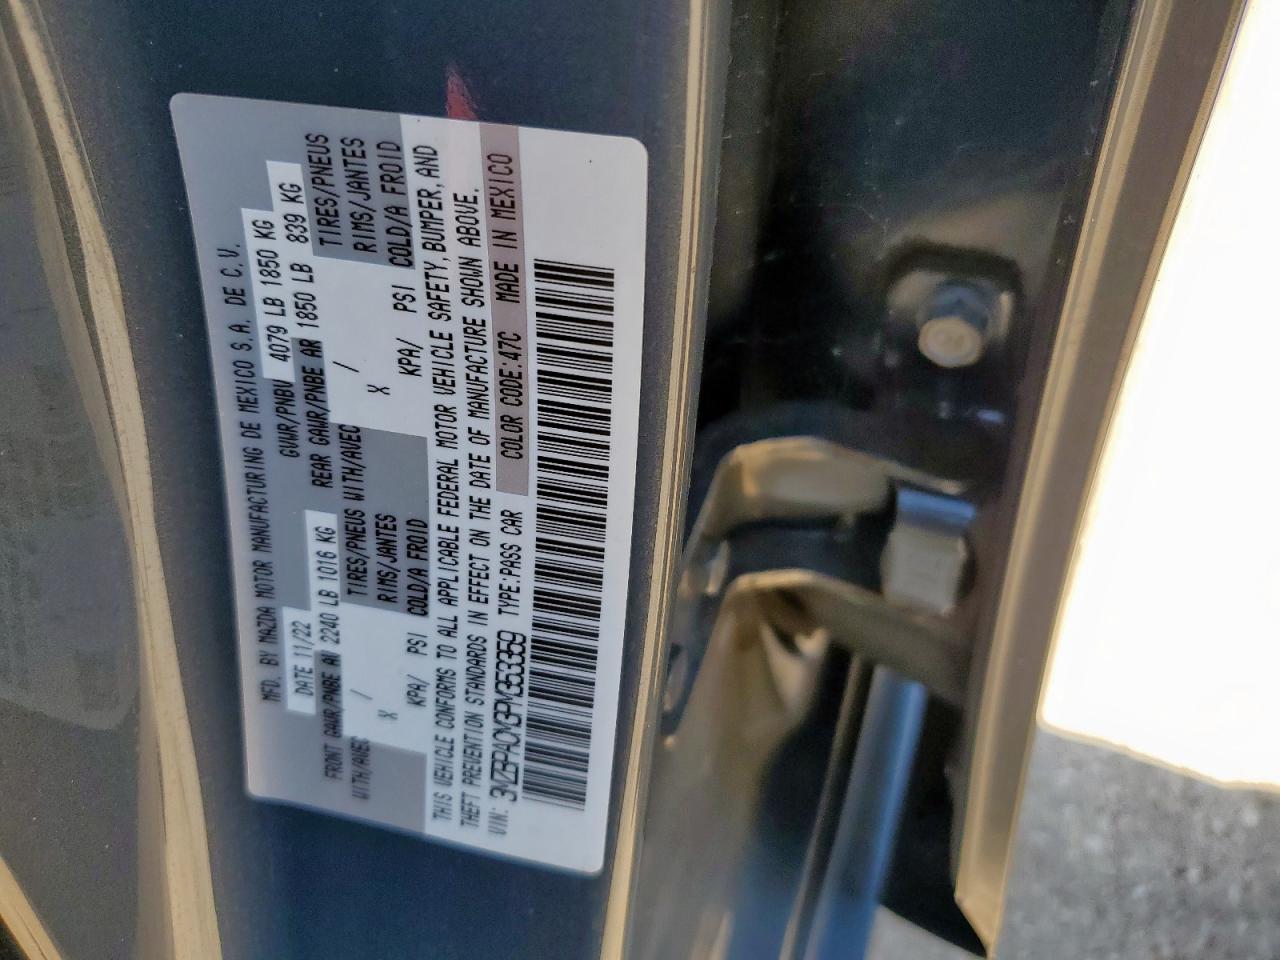 MFD. BY MAZDA MOTOR MANUFACTURING DE MEXICO S.A. DE C.V.
DATE 11/22 GVWR/PNBV 4079 LB 1850 KG
FRONT GAWR/PNBE AV 2240 LB 1016 KG REAR GAWR/PNBE AR 1850 LB 839 KG
WITH/AVEC / TIRES/PNEUS WITH/AVEC / TIRES/PNEUS
X RIMS/JANTES X RIMS/JANTES
KPA/ PSI COLD/A FROID KPA/ PSI COLD/A FROID
THIS VEHICLE CONFORMS TO ALL APPLICABLE FEDERAL MOTOR VEHICLE SAFETY, BUMPER, AND
THEFT PREVENTION STANDARDS IN EFFECT ON THE DATE OF MANUFACTURE SHOWN ABOVE.
VIN: 3MZBPACM3PM353359 TYPE:PASS CAR COLOR CODE:47C MADE IN MEXICO